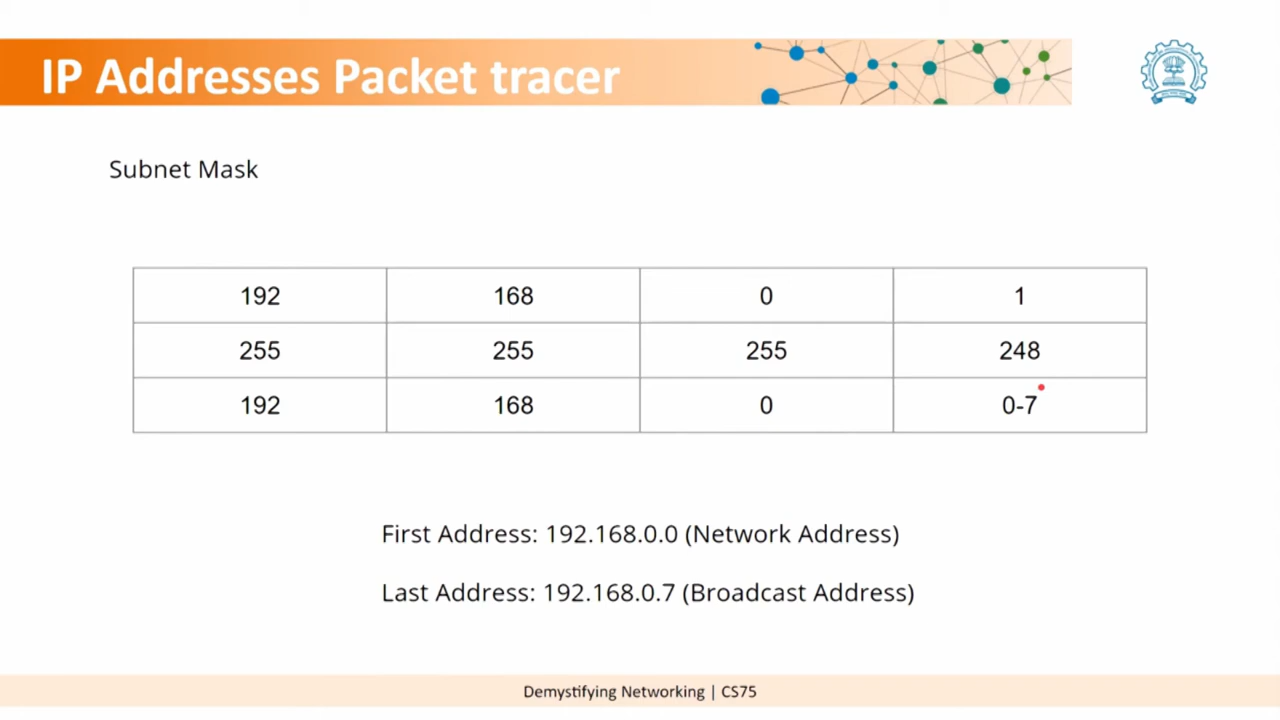 IP Addresses Packet tracer
Subnet Mask
192 168 0 1
255 255 255 248
192 168 0 0-7
First Address: 192.168.0.0 (Network Address)
Last Address: 192.168.0.7 (Broadcast Address)
Demystifying Networking | CS75